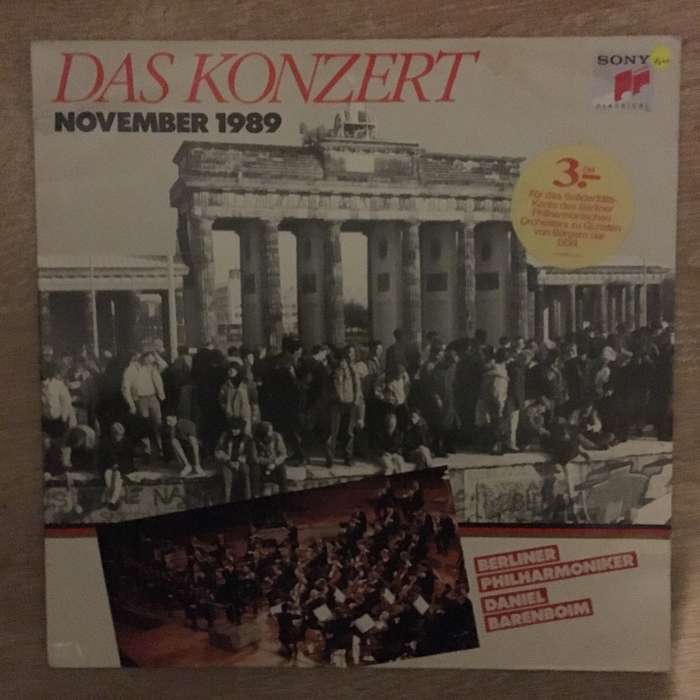 DAS KONZERT
NOVEMBER 1989
SONY
CLASSICAL
3.- DM
Für das Solidaritäts-
Konto des Berliner
Philharmonischen
Orchesters zu Gunsten
von Bürgern der
DDR.
BERLINER
PHILHARMONIKER
DANIEL
BARENBOIM